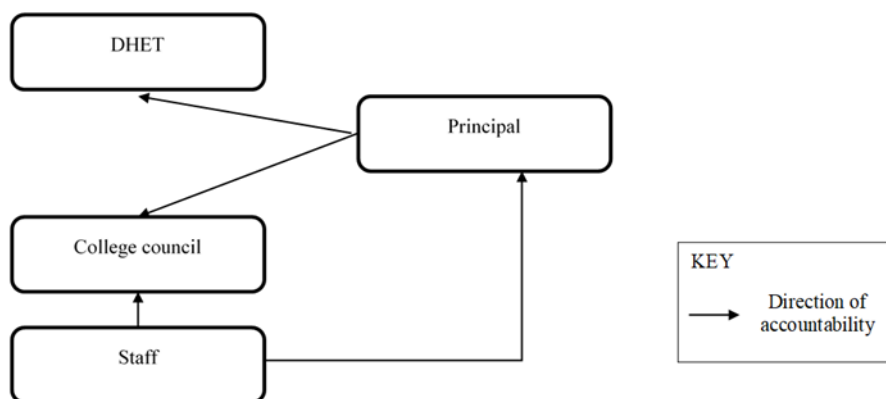 DHET
Principal
College council
Staff
KEY
Direction of
accountability